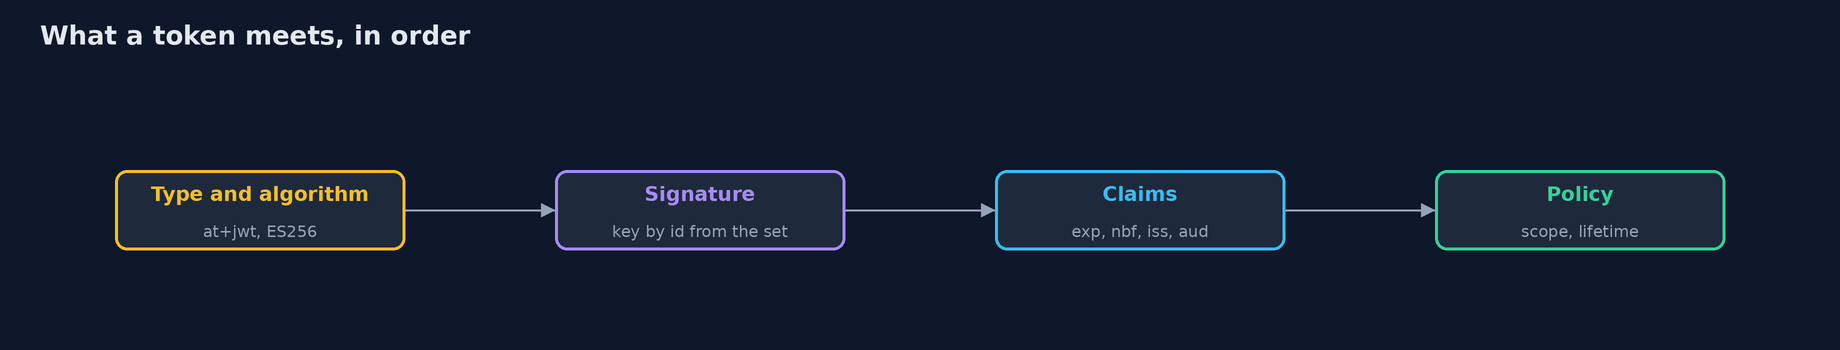 What a token meets, in order
Type and algorithm
at+jwt, ES256
Signature
key by id from the set
Claims
exp, nbf, iss, aud
Policy
scope, lifetime